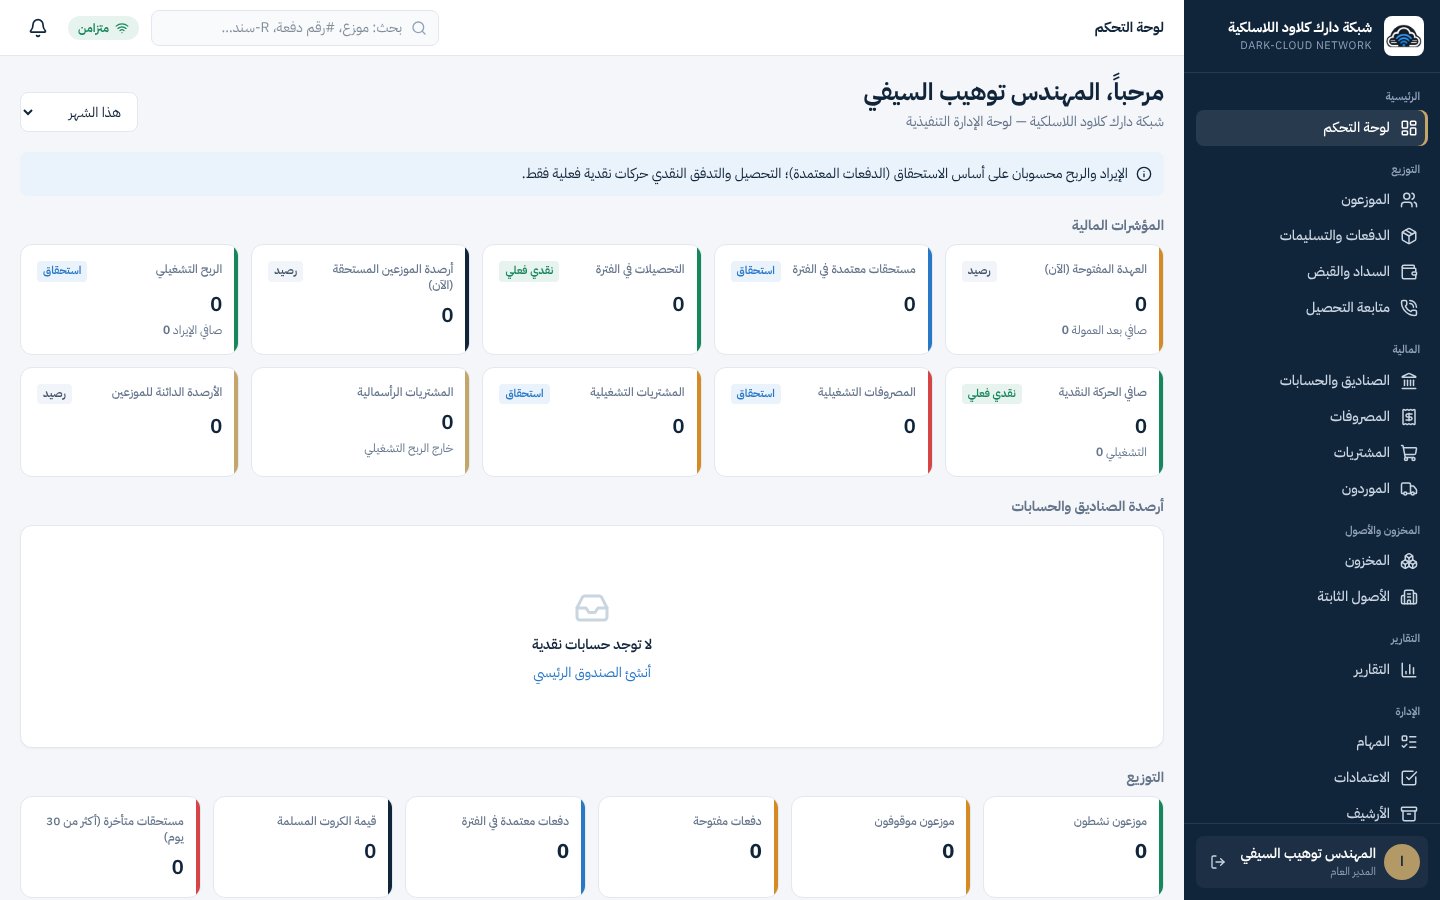 شبكة دارك كلاود اللاسلكية
DARK-CLOUD NETWORK
الرئيسية
لوحة التحكم
التوزيع
الموزعون
الدفعات والتسليمات
السداد والقبض
متابعة التحصيل
المالية
الصناديق والحسابات
المصروفات
المشتريات
الموردون
المخزون والأصول
المخزون
الأصول الثابتة
التقارير
التقارير
الإدارة
المهام
الاعتمادات
الأرشيف
ا
المهندس توهيب السيفي
المدير العام
لوحة التحكم
بحث: موزع، #رقم دفعة، R-سند...
متزامن
مرحباً، المهندس توهيب السيفي
شبكة دارك كلاود اللاسلكية — لوحة الإدارة التنفيذية
هذا الشهر
الإيراد والربح محسوبان على أساس الاستحقاق (الدفعات المعتمدة)؛ التحصيل والتدفق النقدي حركات نقدية فعلية فقط.
المؤشرات المالية
العهدة المفتوحة (الآن) رصيد
0
صافي بعد العمولة 0
مستحقات معتمدة في الفترة استحقاق
0
التحصيلات في الفترة نقدي فعلي
0
أرصدة الموزعين المستحقة رصيد
(الآن)
0
الربح التشغيلي استحقاق
0
صافي الإيراد 0
صافي الحركة النقدية نقدي فعلي
0
التشغيلي 0
المصروفات التشغيلية استحقاق
0
المشتريات التشغيلية استحقاق
0
المشتريات الرأسمالية
0
خارج الربح التشغيلي
الأرصدة الدائنة للموزعين رصيد
0
أرصدة الصناديق والحسابات
لا توجد حسابات نقدية
أنشئ الصندوق الرئيسي
التوزيع
موزعون نشطون
0
موزعون موقوفون
0
دفعات مفتوحة
0
دفعات معتمدة في الفترة
0
قيمة الكروت المسلمة
0
مستحقات متأخرة (أكثر من 30
يوم)
0